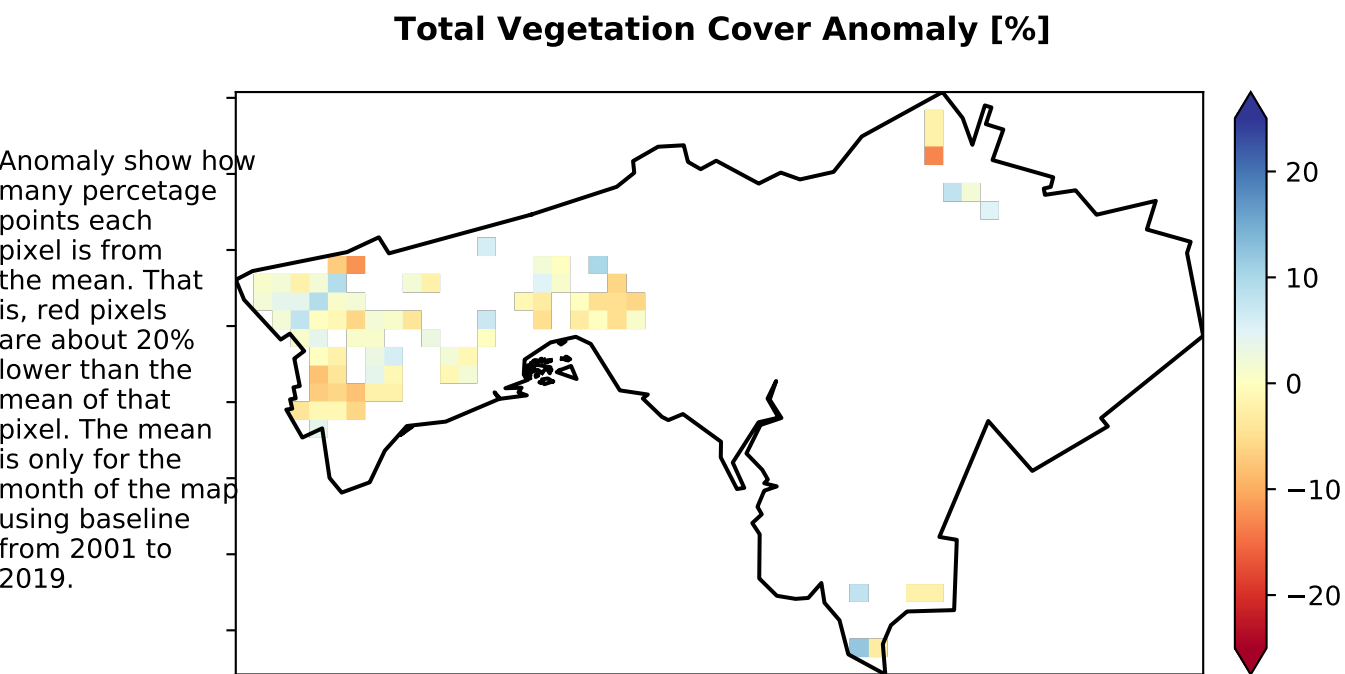 Total Vegetation Cover Anomaly [%]
Anomaly show how
many percetage
points each
pixel is from
the mean. That
is, red pixels
are about 20%
lower than the
mean of that
pixel. The mean
is only for the
month of the map
using baseline
from 2001 to
2019.
20
10
0
−10
−20